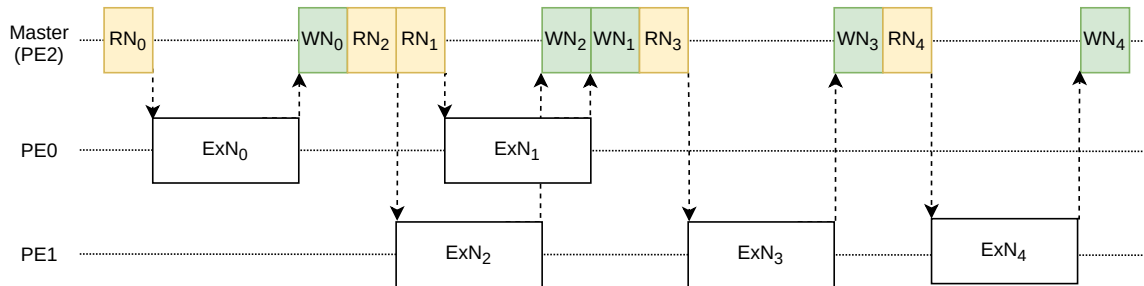 Master
(PE2)
RN0 WN0 RN2 RN1 WN2 WN1 RN3 WN3 RN4 WN4
PE0
ExN0 ExN1
PE1
ExN2 ExN3 ExN4